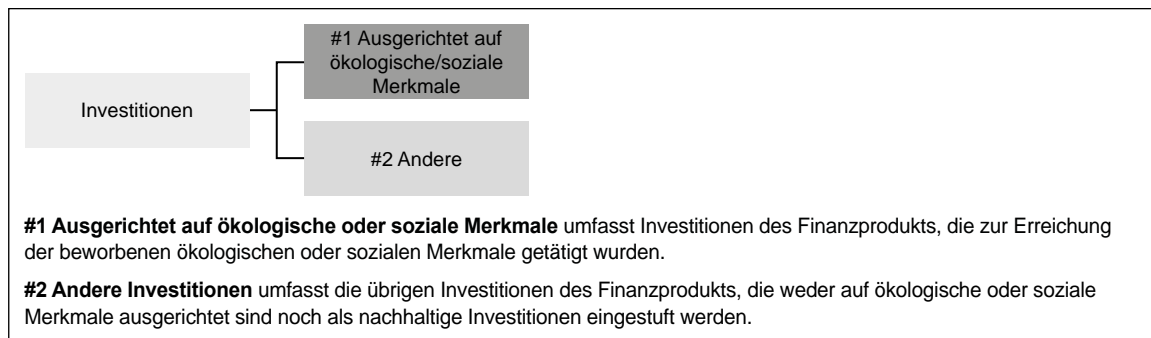 #1 Ausgerichtet auf
ökologische/soziale
Merkmale
Investitionen
#2 Andere
#1 Ausgerichtet auf ökologische oder soziale Merkmale umfasst Investitionen des Finanzprodukts, die zur Erreichung
der beworbenen ökologischen oder sozialen Merkmale getätigt wurden.
#2 Andere Investitionen umfasst die übrigen Investitionen des Finanzprodukts, die weder auf ökologische oder soziale
Merkmale ausgerichtet sind noch als nachhaltige Investitionen eingestuft werden.